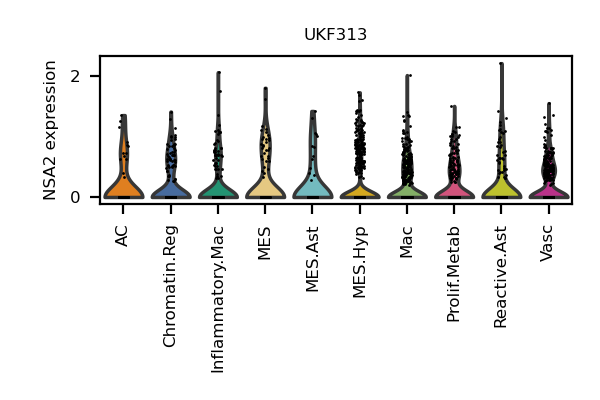 UKF313
NSA2 expression
2
0
AC
Chromatin.Reg
Inflammatory.Mac
MES
MES.Ast
MES.Hyp
Mac
Prolif.Metab
Reactive.Ast
Vasc